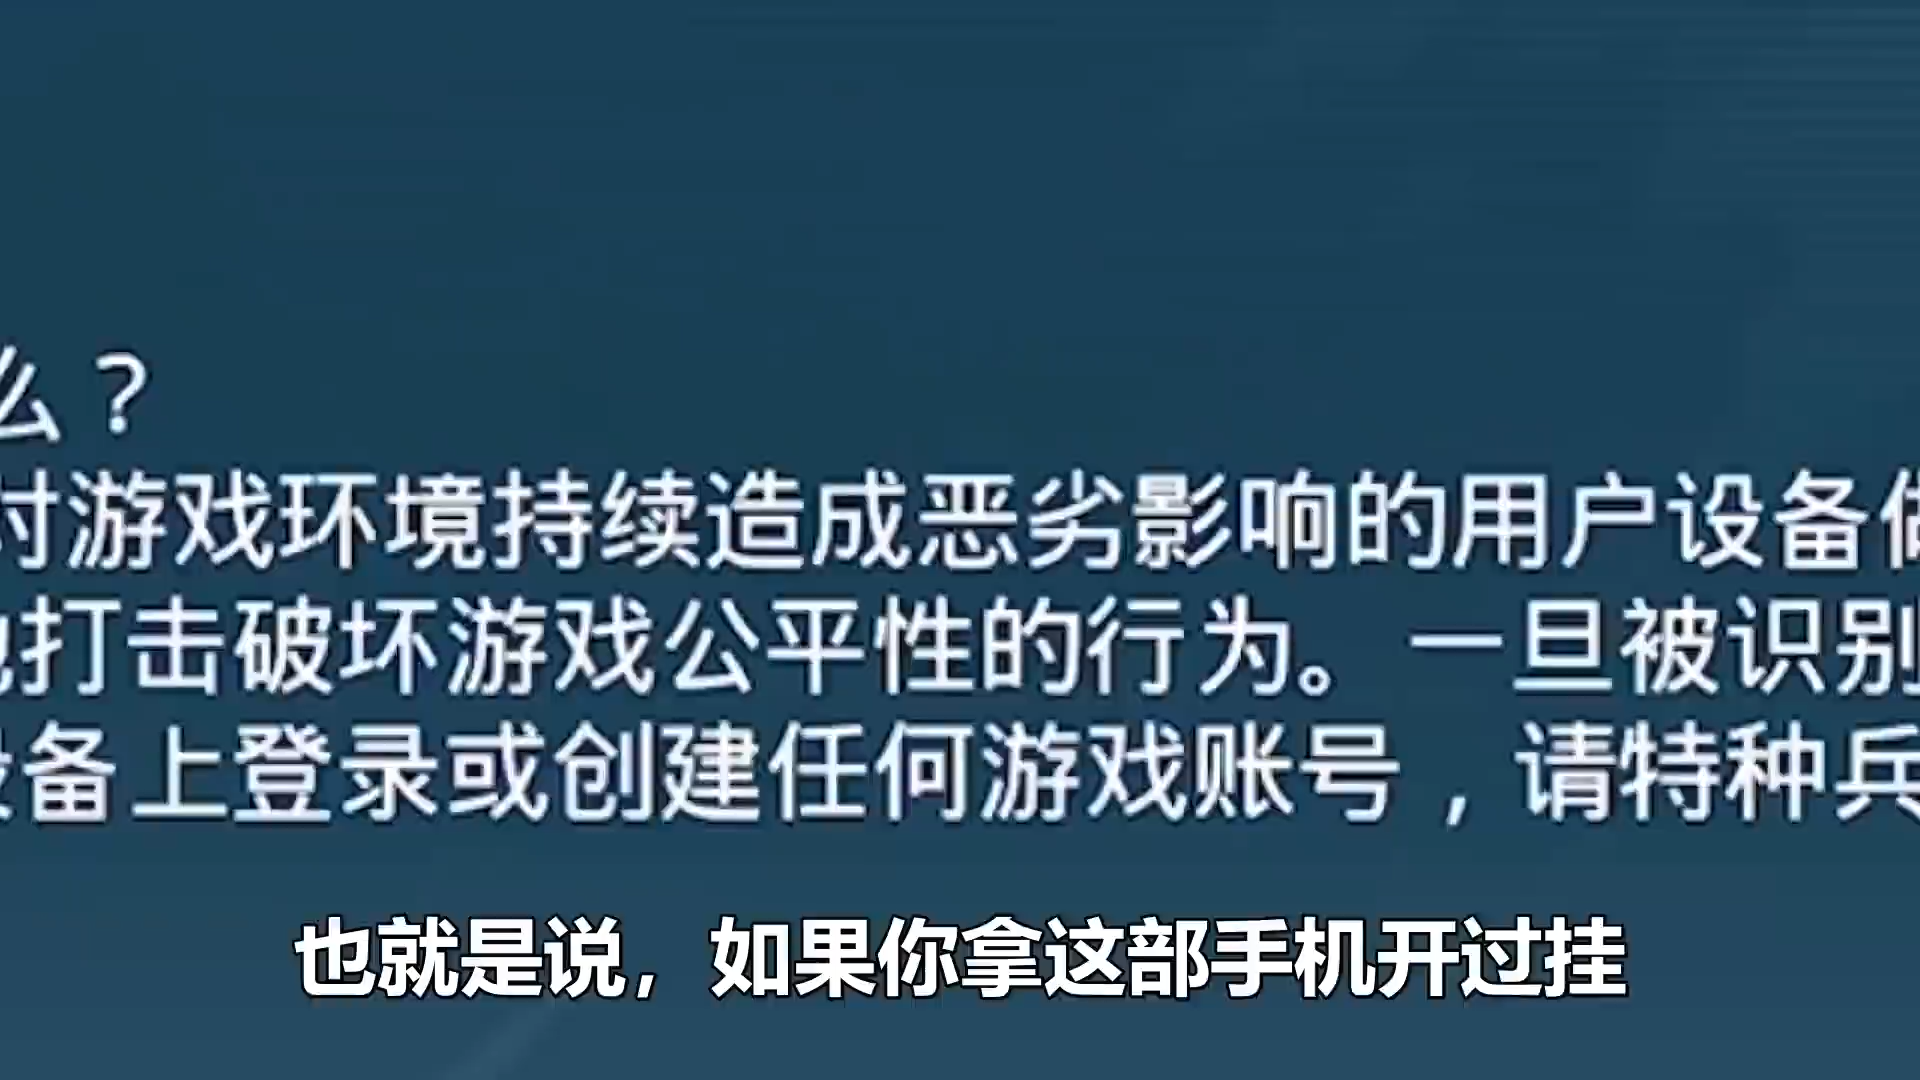 么？
对游戏环境持续造成恶劣影响的用户设备做
地打击破坏游戏公平性的行为。一旦被识别
设备上登录或创建任何游戏账号，请特种兵
也就是说，如果你拿这部手机开过挂